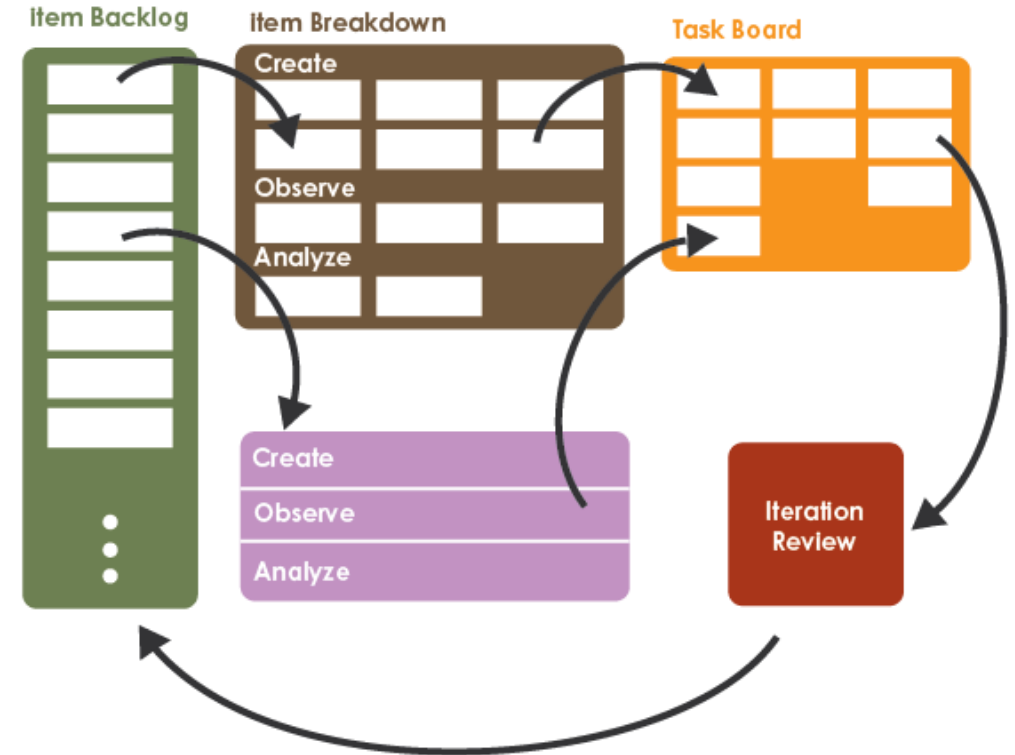 item Backlog
item Breakdown
Task Board
Create
Observe
Analyze
Create
Observe
Analyze
Iteration
Review